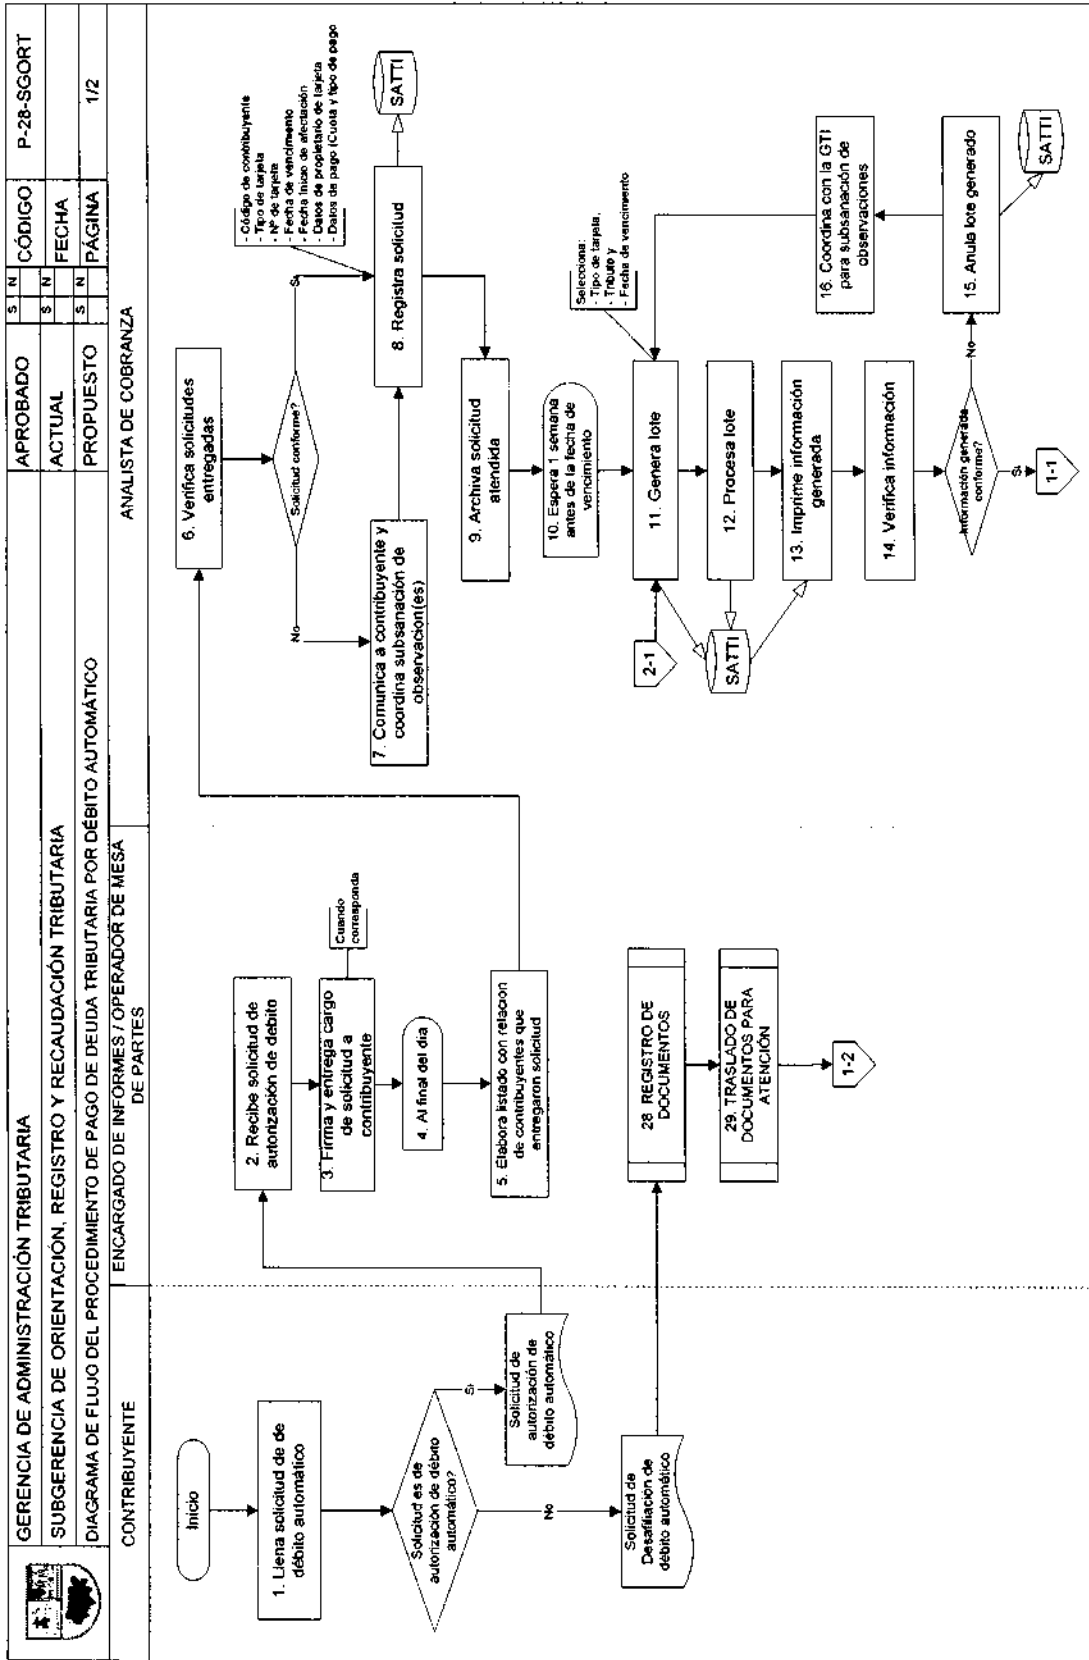 GERENCIA DE ADMINISTRACIÓN TRIBUTARIA
APROBADO
S N
CÓDIGO
P-28-SGORT
SUBGERENCIA DE ORIENTACIÓN, REGISTRO Y RECAUDACIÓN TRIBUTARIA
ACTUAL
S N
FECHA
DIAGRAMA DE FLUJO DEL PROCEDIMIENTO DE PAGO DE DEUDA TRIBUTARIA POR DÉBITO AUTOMÁTICO
PROPUESTO
S N
PÁGINA
1/2
CONTRIBUYENTE
ENCARGADO DE INFORMES / OPERADOR DE MESA
DE PARTES
ANALISTA DE COBRANZA
Inicio
1. Llena solicitud de
débito automático
Solicitud es de
autorización de débito
automático?
Si
No
Solicitud de
autorización de
débito automático
Solicitud de
Desafiliación de
débito automático
2. Recibe solicitud de
autorización de debito
3. Firma y entrega cargo
de solicitud a
contribuyente
Cuando
corresponda
4. Al final del día
5. Elabora listado con relación
de contribuyentes que
entregaron solicitud
28 REGISTRO DE
DOCUMENTOS
29. TRASLADO DE
DOCUMENTOS PARA
ATENCIÓN
1-2
6. Verifica solicitudes
entregadas
Solicitud conforme?
No
Si
7. Comunica a contribuyente y
coordina subsanación de
observacion(es)
- Código de contribuyente
- Tipo de tarjeta
- Nº de tarjeta
- Fecha de vencimiento
- Fecha inicio de afectación
- Datos de propietario de tarjeta
- Datos de pago (Cuota y tipo de pago
8. Registra solicitud
SATTI
9. Archiva solicitud
atendida
10. Espera 1 semana
antes de la fecha de
vencimiento
Selecciona:
- Tipo de tarjeta,
- Tributo y
- Fecha de vencimiento
2-1
11. Genera lote
12. Procesa lote
SATTI
13. Imprime información
generada
14. Verifica información
Información generada
conforme?
No
Si
1-1
15. Anula lote generado
SATTI
16. Coordina con la GTI
para subsanación de
observaciones